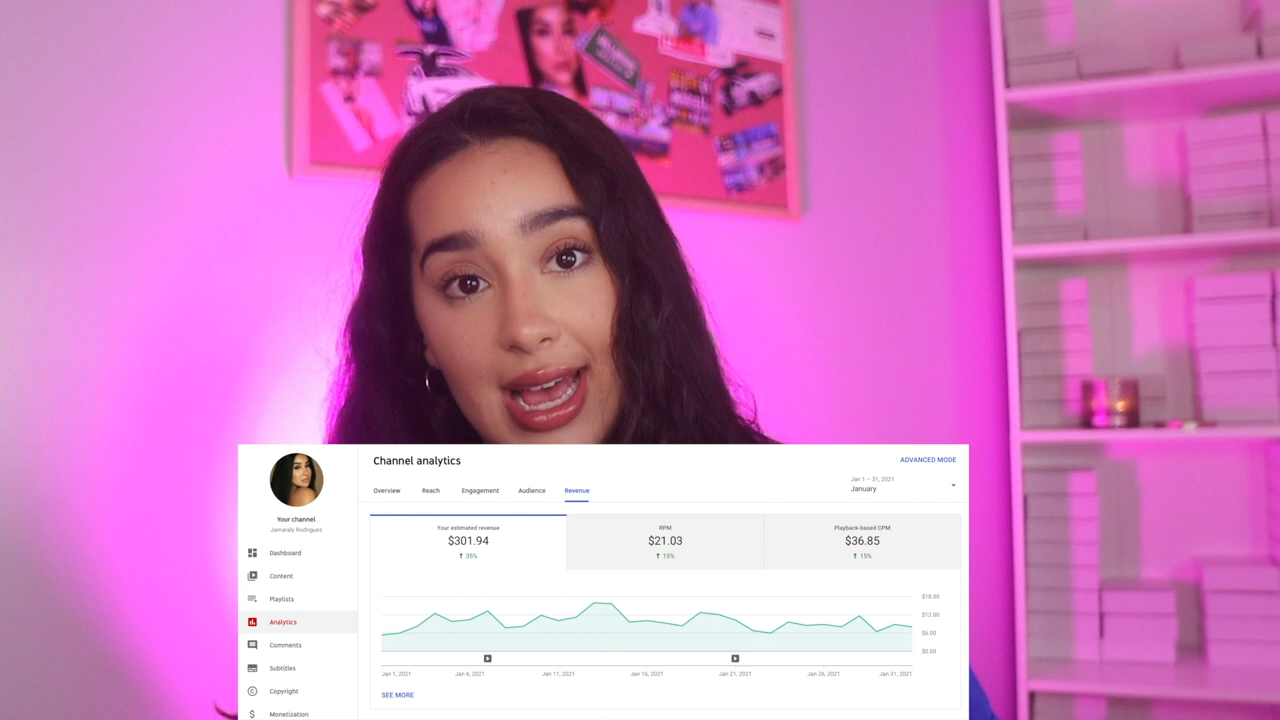 Channel analytics
ADVANCED MODE
Jan 1 – 31, 2021
January
Overview Reach Engagement Audience Revenue
Your channel
Jamaraly Rodriguez
Dashboard
Content
Playlists
Analytics
Comments
Subtitles
Copyright
Monetization
Your estimated revenue
$301.94
35%
RPM
$21.03
15%
Playback-based CPM
$36.85
15%
$18.00
$12.00
$6.00
$0.00
Jan 1, 2021 Jan 6, 2021 Jan 11, 2021 Jan 16, 2021 Jan 21, 2021 Jan 26, 2021 Jan 31, 2021
SEE MORE